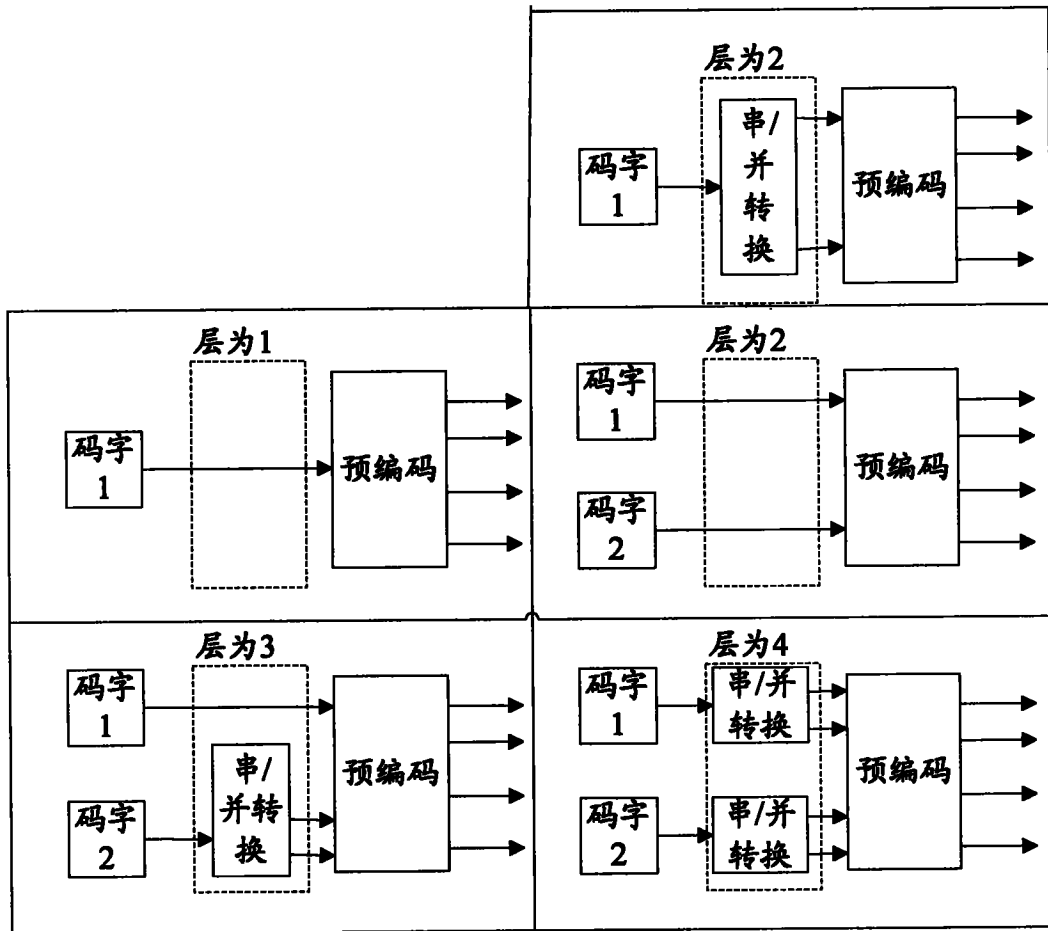 层为2
码字
1
串/
并
转
换
预编码
层为1
码字
1
预编码
层为2
码字
1
码字
2
预编码
层为3
码字
1
码字
2
串/
并转
换
预编码
层为4
码字
1
码字
2
串/并
转换
串/并
转换
预编码